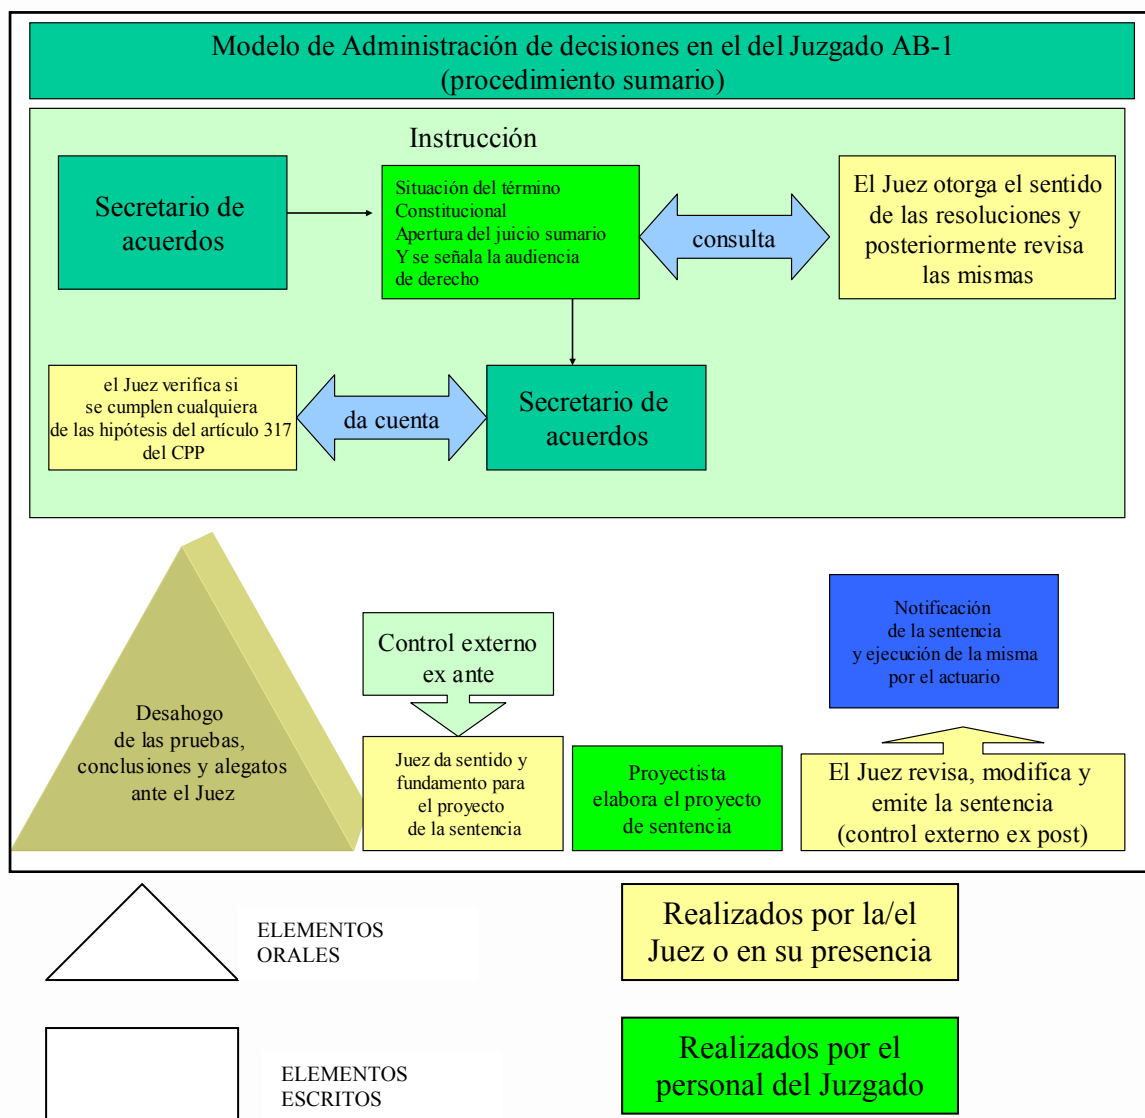 Modelo de Administración de decisiones en el del Juzgado AB-1
(procedimiento sumario)
Instrucción
Secretario de
acuerdos
Situación del término
Constitucional
Apertura del juicio sumario
Y se señala la audiencia
de derecho
consulta
El Juez otorga el sentido
de las resoluciones y
posteriormente revisa
las mismas
el Juez verifica si
se cumplen cualquiera
de las hipótesis del artículo 317
del CPP
da cuenta
Secretario de
acuerdos
Desahogo
de las pruebas,
conclusiones y alegatos
ante el Juez
Control externo
ex ante
Juez da sentido y
fundamento para
el proyecto
de la sentencia
Proyectista
elabora el proyecto
de sentencia
Notificación
de la sentencia
y ejecución de la misma
por el actuario
El Juez revisa, modifica y
emite la sentencia
(control externo ex post)
ELEMENTOS
ORALES
Realizados por la/el
Juez o en su presencia
ELEMENTOS
ESCRITOS
Realizados por el
personal del Juzgado